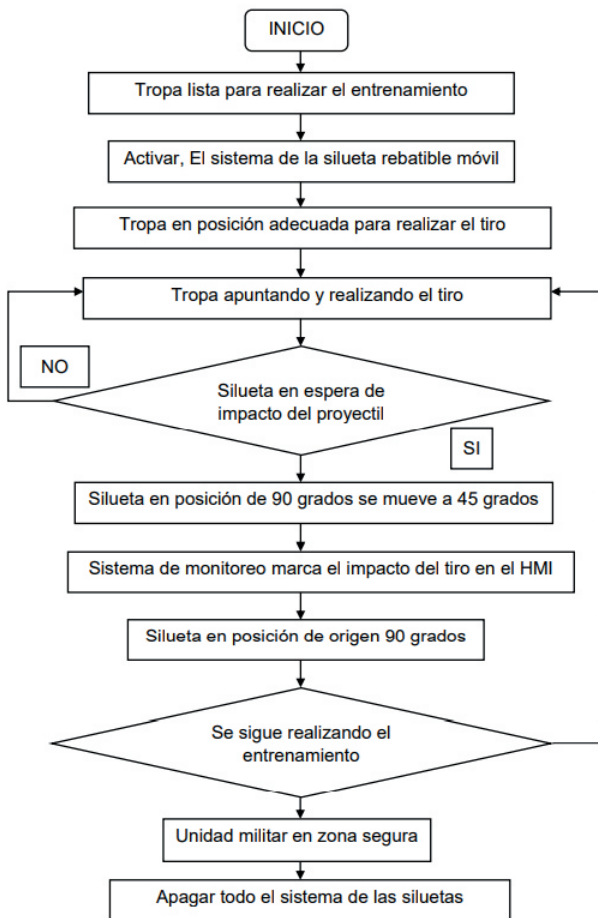 INICIO
Tropa lista para realizar el entrenamiento
Activar, El sistema de la silueta rebatible móvil
Tropa en posición adecuada para realizar el tiro
Tropa apuntando y realizando el tiro
NO
Silueta en espera de
impacto del proyectil
SI
Silueta en posición de 90 grados se mueve a 45 grados
Sistema de monitoreo marca el impacto del tiro en el HMI
Silueta en posición de origen 90 grados
Se sigue realizando el
entrenamiento
Unidad militar en zona segura
Apagar todo el sistema de las siluetas